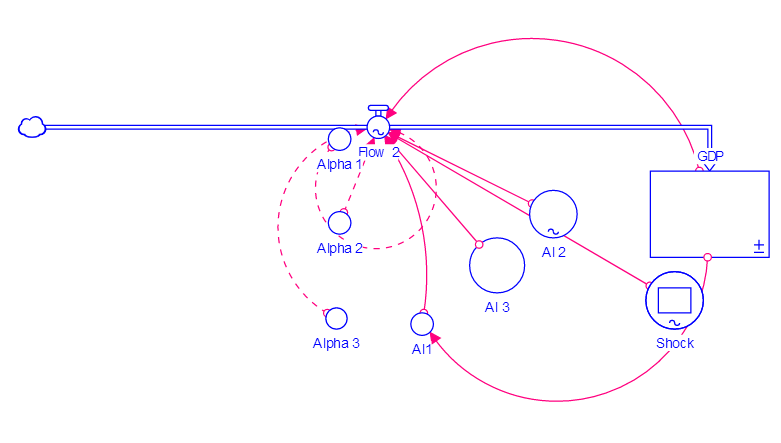 GDP
Flow 2
Alpha 1
Alpha 2
AI 2
AI 3
Alpha 3
AI1
Shock